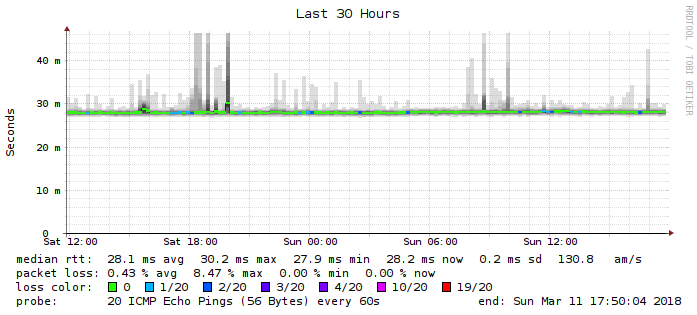 Last 30 Hours
RRDTOOL / TOBI OETIKER
Seconds
40 m
30 m
20 m
10 m
0
Sat 12:00 Sat 18:00 Sun 00:00 Sun 06:00 Sun 12:00
median rtt: 28.1 ms avg 30.2 ms max 27.9 ms min 28.2 ms now 0.2 ms sd 130.8 am/s
packet loss: 0.43 % avg 8.47 % max 0.00 % min 0.00 % now
loss color: 0 1/20 2/20 3/20 4/20 10/20 19/20
probe: 20 ICMP Echo Pings (56 Bytes) every 60s end: Sun Mar 11 17:50:04 2018